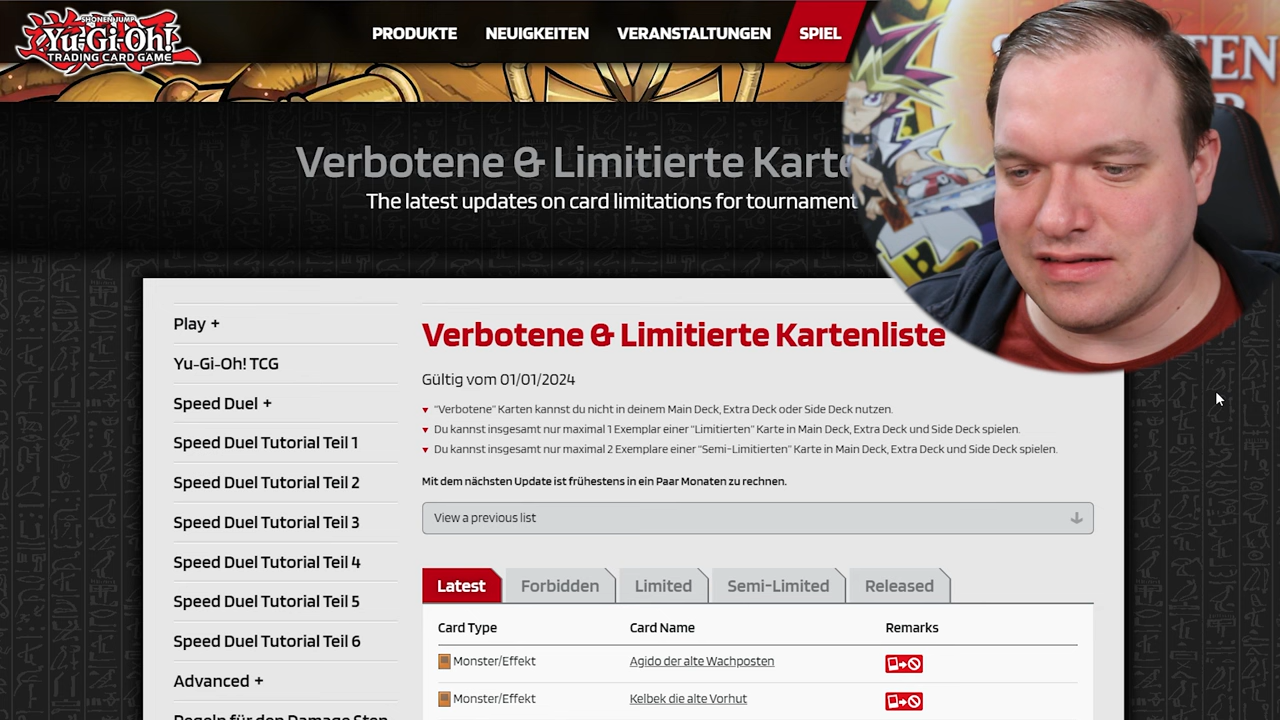 SHONEN JUMP
Yu-Gi-Oh!
TRADING CARD GAME
PRODUKTE
NEUIGKEITEN
VERANSTALTUNGEN
SPIEL
Verbotene & Limitierte Karte
The latest updates on card limitations for tournament
Play +
Yu-Gi-Oh! TCG
Speed Duel +
Speed Duel Tutorial Teil 1
Speed Duel Tutorial Teil 2
Speed Duel Tutorial Teil 3
Speed Duel Tutorial Teil 4
Speed Duel Tutorial Teil 5
Speed Duel Tutorial Teil 6
Advanced +
Regeln für den Damage Step
Verbotene & Limitierte Kartenliste
Gültig vom 01/01/2024
"Verbotene" Karten kannst du nicht in deinem Main Deck, Extra Deck oder Side Deck nutzen.
Du kannst insgesamt nur maximal 1 Exemplar einer "Limitierten" Karte in Main Deck, Extra Deck und Side Deck spielen.
Du kannst insgesamt nur maximal 2 Exemplare einer "Semi-Limitierten" Karte in Main Deck, Extra Deck und Side Deck spielen.
Mit dem nächsten Update ist frühestens in ein Paar Monaten zu rechnen.
View a previous list
Latest
Forbidden
Limited
Semi-Limited
Released
Card Type Card Name Remarks
Monster/Effekt Agido der alte Wachposten
Monster/Effekt Kelbek die alte Vorhut